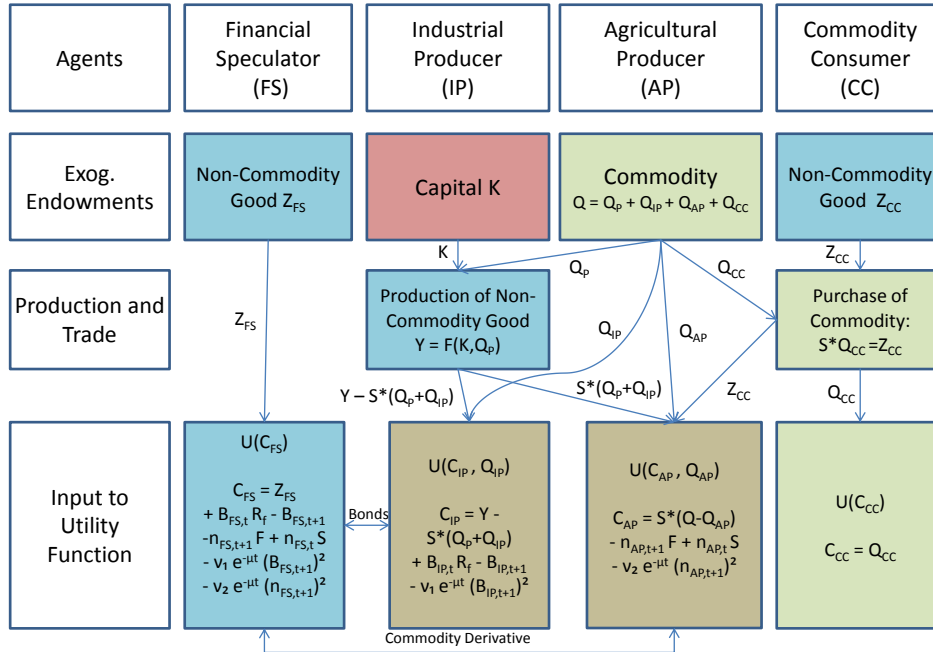 Agents
Financial
Speculator
(FS)
Industrial
Producer
(IP)
Agricultural
Producer
(AP)
Commodity
Consumer
(CC)
Exog.
Endowments
Non-Commodity
Good Z_FS
Capital K
Commodity
Q = Q_P + Q_IP + Q_AP + Q_CC
Non-Commodity
Good Z_CC
K
Q_P
Q_CC
Z_CC
Production and
Trade
Z_FS
Production of Non-
Commodity Good
Y = F(K,Q_P)
Q_IP
Q_AP
Purchase of
Commodity:
S*Q_CC =Z_CC
Y – S*(Q_P+Q_IP)
S*(Q_P+Q_IP)
Z_CC
Q_CC
Input to
Utility
Function
U(C_FS)
C_FS = Z_FS
+ B_FS,t R_f - B_FS,t+1
- n_FS,t+1 F + n_FS,t S
- ν₁ e^-μt (B_FS,t+1)²
- ν₂ e^-μt (n_FS,t+1)²
Bonds
U(C_IP , Q_IP)
C_IP = Y -
S*(Q_P+Q_IP)
+ B_IP,t R_f - B_IP,t+1
- ν₁ e^-μt (B_IP,t+1)²
U(C_AP , Q_AP)
C_AP = S*(Q-Q_AP)
- n_AP,t+1 F + n_AP,t S
- ν₂ e^-μt (n_AP,t+1)²
U(C_CC)
C_CC = Q_CC
Commodity Derivative